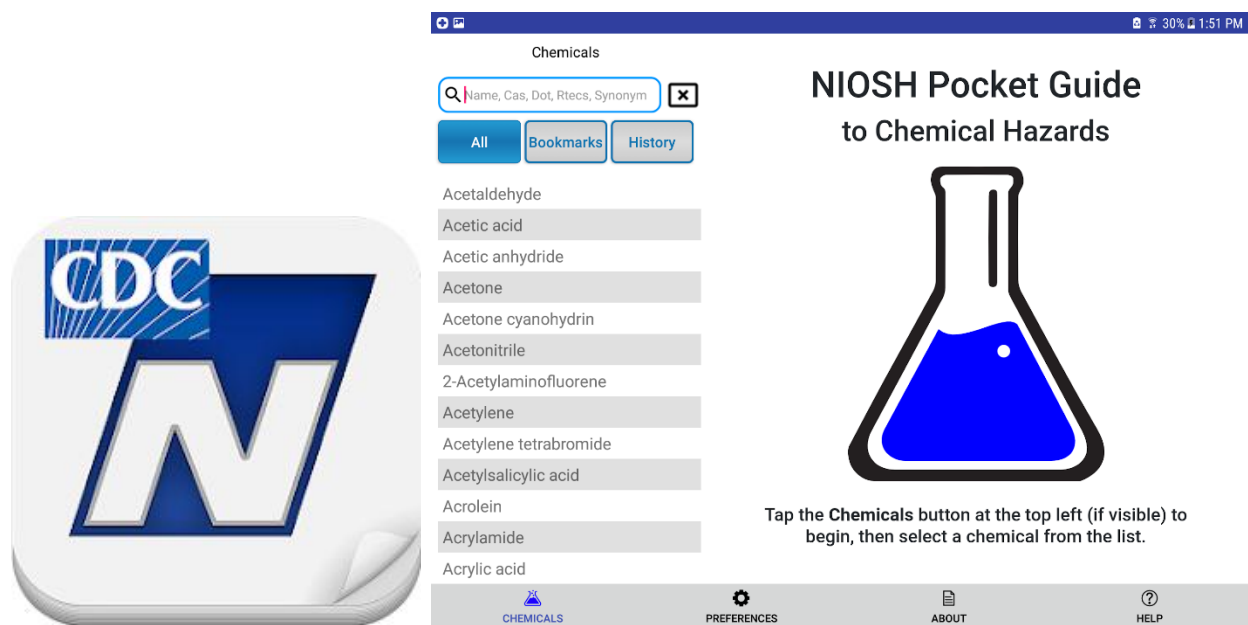 CDC
N
30% 1:51 PM
Chemicals
Name, Cas, Dot, Rtecs, Synonym
All Bookmarks History
Acetaldehyde
Acetic acid
Acetic anhydride
Acetone
Acetone cyanohydrin
Acetonitrile
2-Acetylaminofluorene
Acetylene
Acetylene tetrabromide
Acetylsalicylic acid
Acrolein
Acrylamide
Acrylic acid
NIOSH Pocket Guide
to Chemical Hazards
Tap the Chemicals button at the top left (if visible) to
begin, then select a chemical from the list.
CHEMICALS PREFERENCES ABOUT HELP